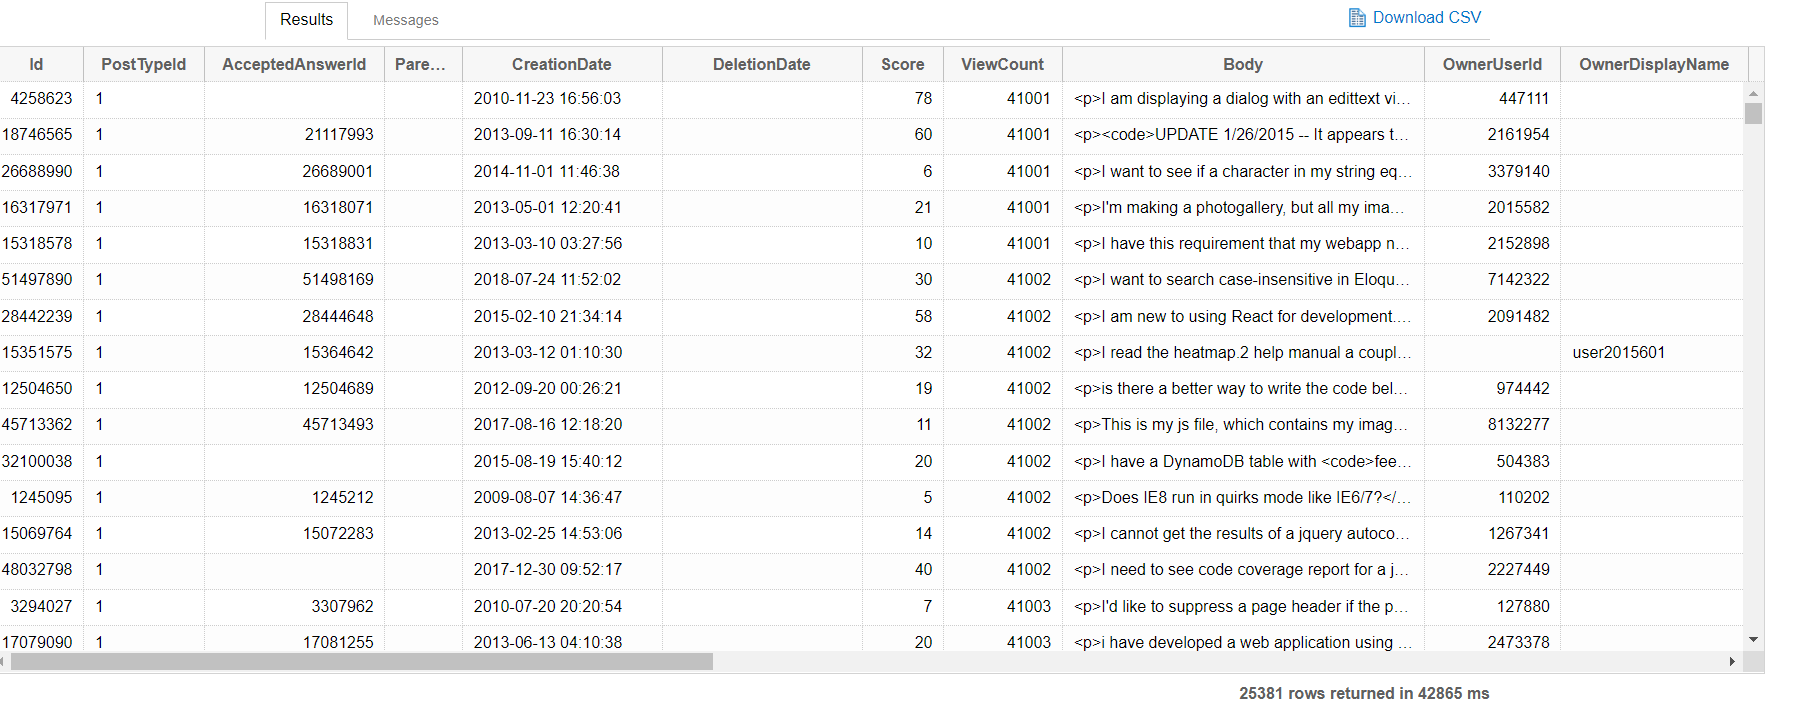 Results Messages Download CSV
Id PostTypeId AcceptedAnswerId Pare... CreationDate DeletionDate Score ViewCount Body OwnerUserId OwnerDisplayName
4258623 1 2010-11-23 16:56:03 78 41001 <p>I am displaying a dialog with an edittext vi... 447111
18746565 1 21117993 2013-09-11 16:30:14 60 41001 <p><code>UPDATE 1/26/2015 -- It appears t... 2161954
26688990 1 26689001 2014-11-01 11:46:38 6 41001 <p>I want to see if a character in my string eq... 3379140
16317971 1 16318071 2013-05-01 12:20:41 21 41001 <p>I'm making a photogallery, but all my ima... 2015582
15318578 1 15318831 2013-03-10 03:27:56 10 41001 <p>I have this requirement that my webapp n... 2152898
51497890 1 51498169 2018-07-24 11:52:02 30 41002 <p>I want to search case-insensitive in Eloqu... 7142322
28442239 1 28444648 2015-02-10 21:34:14 58 41002 <p>I am new to using React for development.... 2091482
15351575 1 15364642 2013-03-12 01:10:30 32 41002 <p>I read the heatmap.2 help manual a coupl... user2015601
12504650 1 12504689 2012-09-20 00:26:21 19 41002 <p>is there a better way to write the code bel... 974442
45713362 1 45713493 2017-08-16 12:18:20 11 41002 <p>This is my js file, which contains my imag... 8132277
32100038 1 2015-08-19 15:40:12 20 41002 <p>I have a DynamoDB table with <code>fee... 504383
1245095 1 1245212 2009-08-07 14:36:47 5 41002 <p>Does IE8 run in quirks mode like IE6/7?</... 110202
15069764 1 15072283 2013-02-25 14:53:06 14 41002 <p>I cannot get the results of a jquery autoco... 1267341
48032798 1 2017-12-30 09:52:17 40 41002 <p>I need to see code coverage report for a j... 2227449
3294027 1 3307962 2010-07-20 20:20:54 7 41003 <p>I'd like to suppress a page header if the p... 127880
17079090 1 17081255 2013-06-13 04:10:38 20 41003 <p>i have developed a web application using ... 2473378
25381 rows returned in 42865 ms